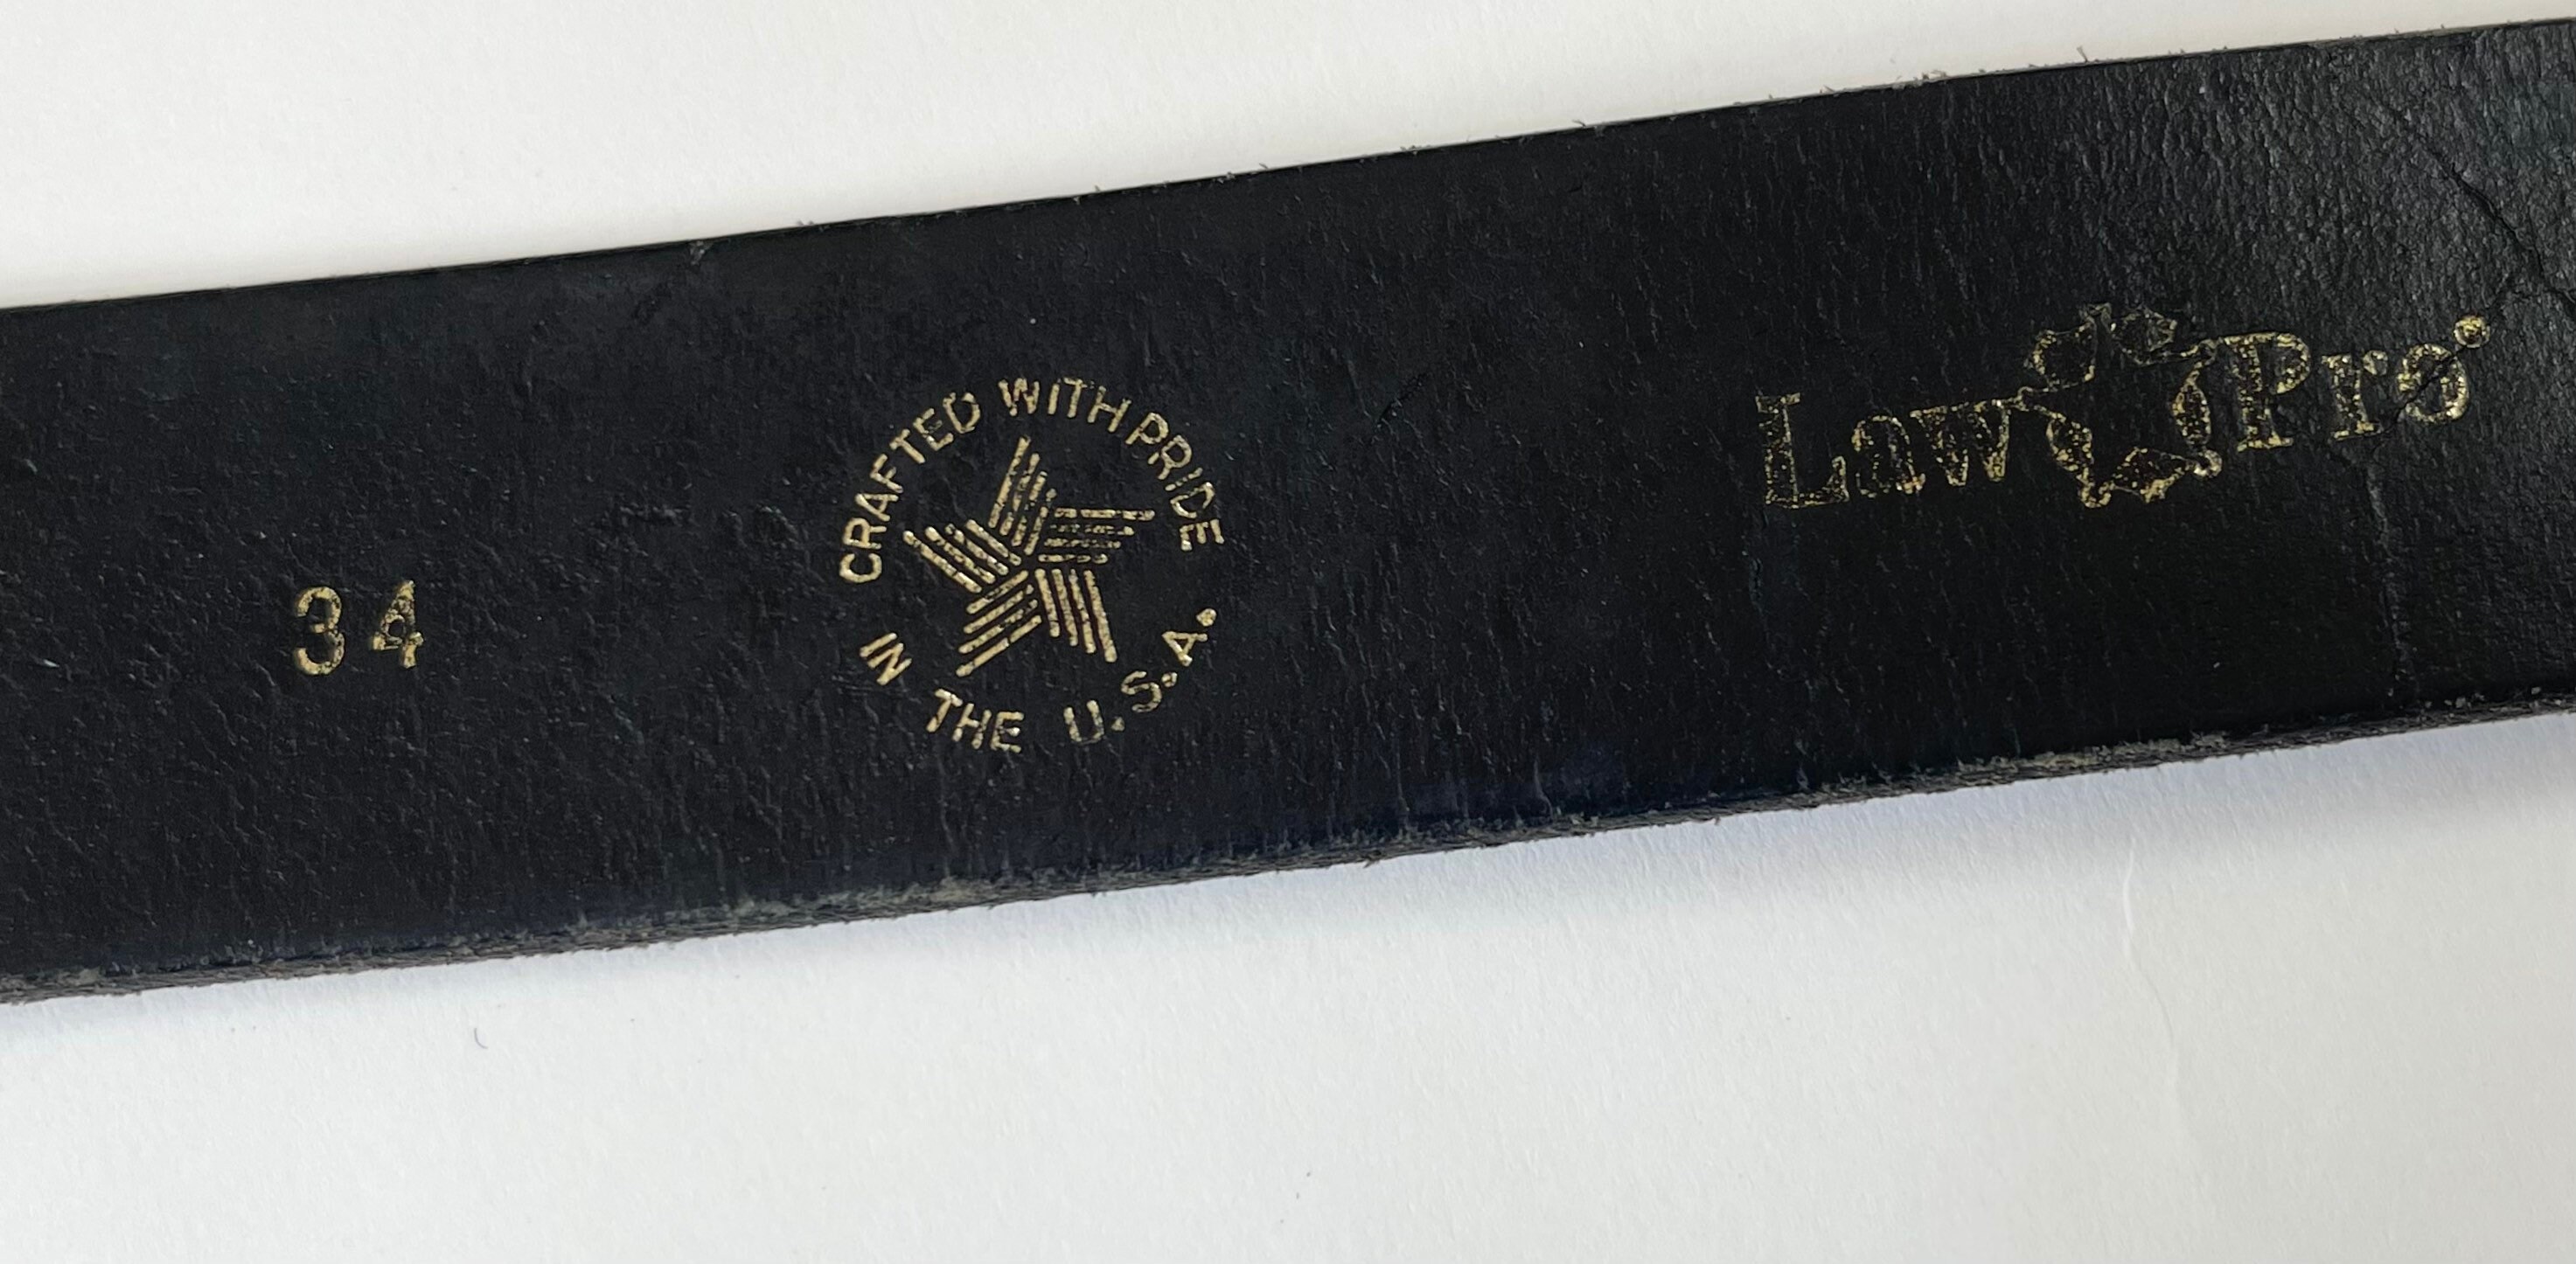 34
CRAFTED WITH PRIDE
IN THE U.S.A.
Law Pro